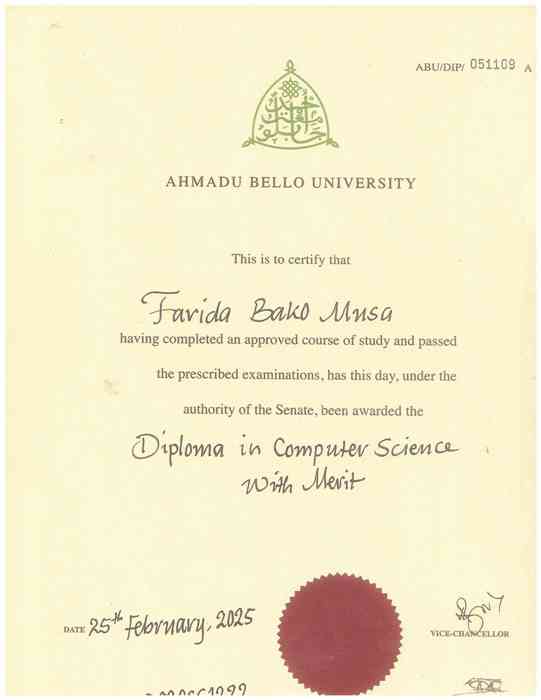 ABU/DIP/ 051109 A
AHMADU BELLO UNIVERSITY
This is to certify that
Farida Bako Musa
having completed an approved course of study and passed
the prescribed examinations, has this day, under the
authority of the Senate, been awarded the
Diploma in Computer Science
With Merit
DATE 25th February, 2025
VICE-CHANCELLOR